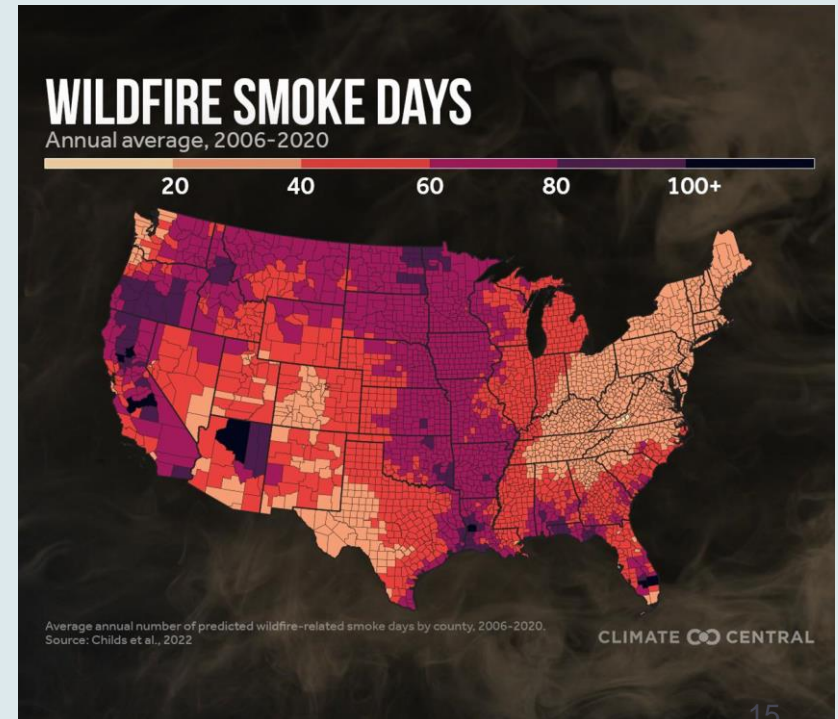 WILDFIRE SMOKE DAYS
Annual average, 2006-2020
20 40 60 80 100+
Average annual number of predicted wildfire-related smoke days by county, 2006-2020.
Source: Childs et al., 2022
CLIMATE CENTRAL
15